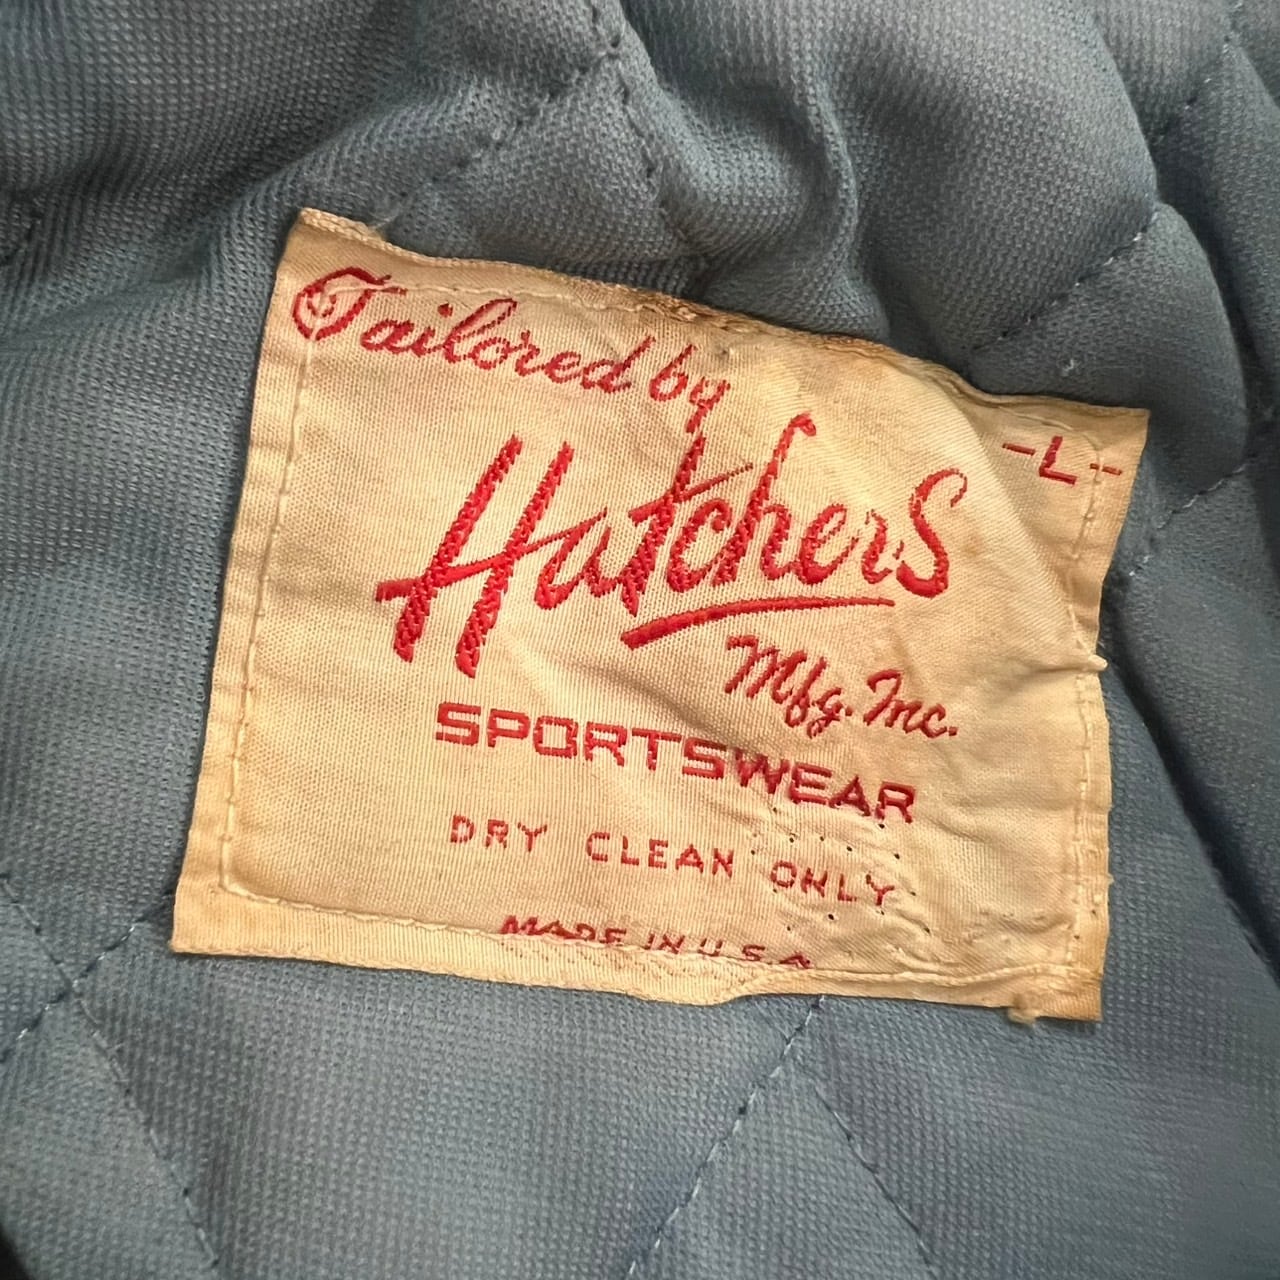 Tailored by
-L-
Hatchers
Mfg. Inc.
SPORTSWEAR
DRY CLEAN ONLY
MADE IN U.S.A.